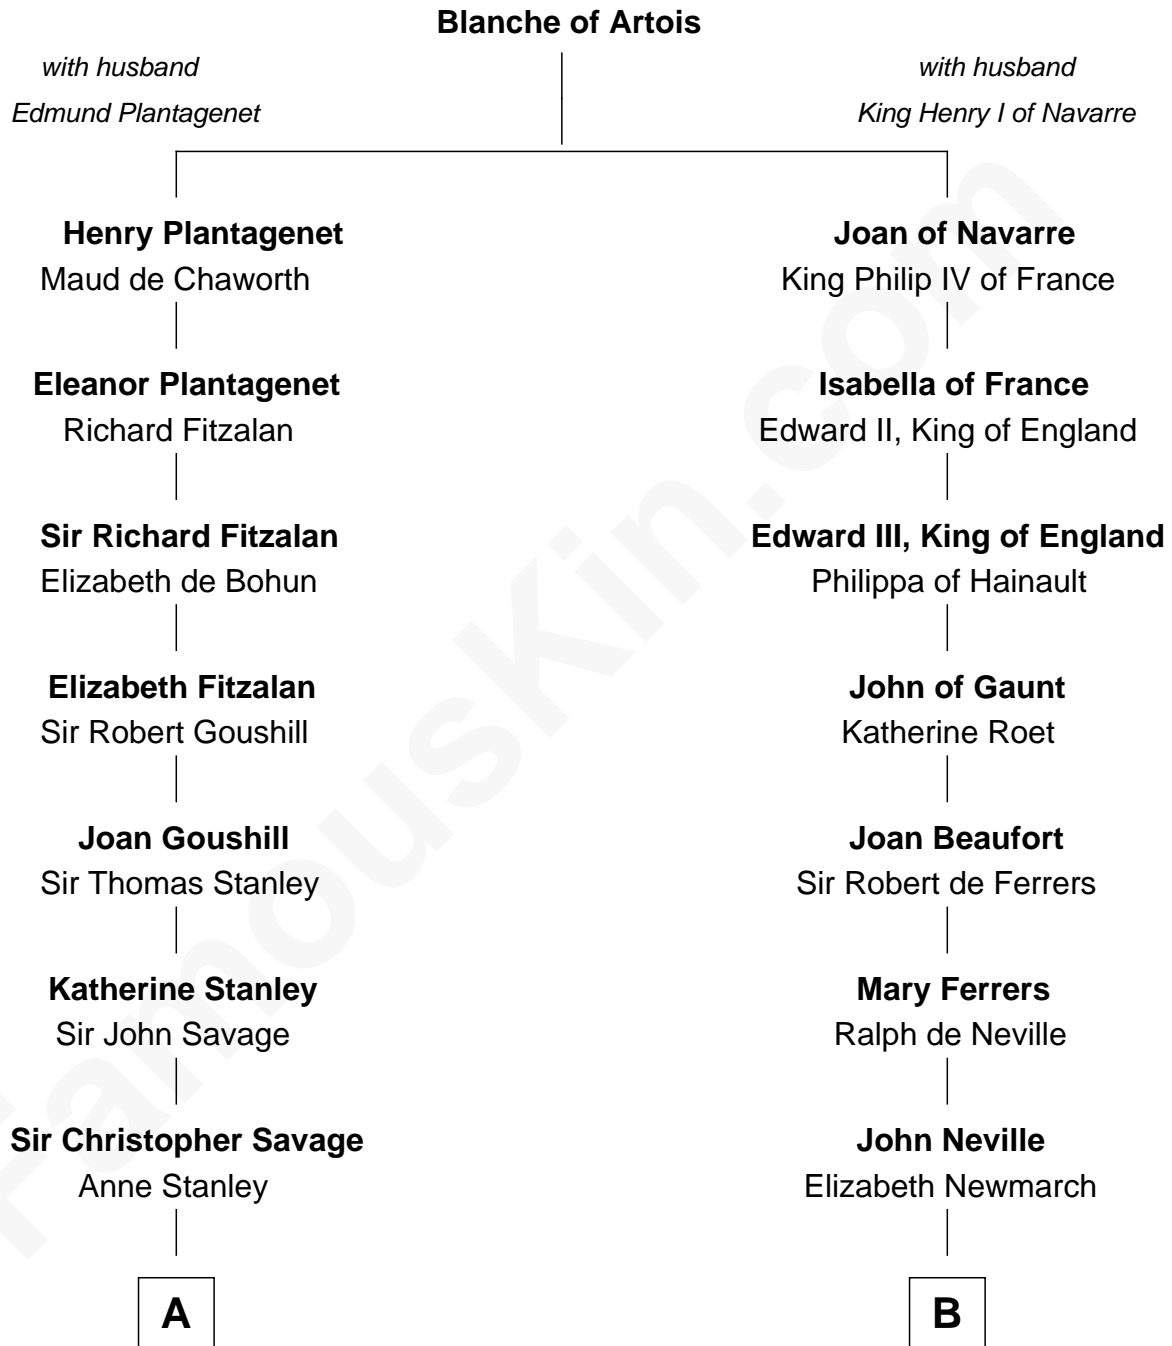 Blanche of Artois
with husband
Edmund Plantagenet
with husband
King Henry I of Navarre
Henry Plantagenet
Maud de Chaworth
Joan of Navarre
King Philip IV of France
Eleanor Plantagenet
Richard Fitzalan
Isabella of France
Edward II, King of England
Sir Richard Fitzalan
Elizabeth de Bohun
Edward III, King of England
Philippa of Hainault
Elizabeth Fitzalan
Sir Robert Goushill
John of Gaunt
Katherine Roet
Joan Goushill
Sir Thomas Stanley
Joan Beaufort
Sir Robert de Ferrers
Katherine Stanley
Sir John Savage
Mary Ferrers
Ralph de Neville
Sir Christopher Savage
Anne Stanley
John Neville
Elizabeth Newmarch
A
B
FamousKin.com